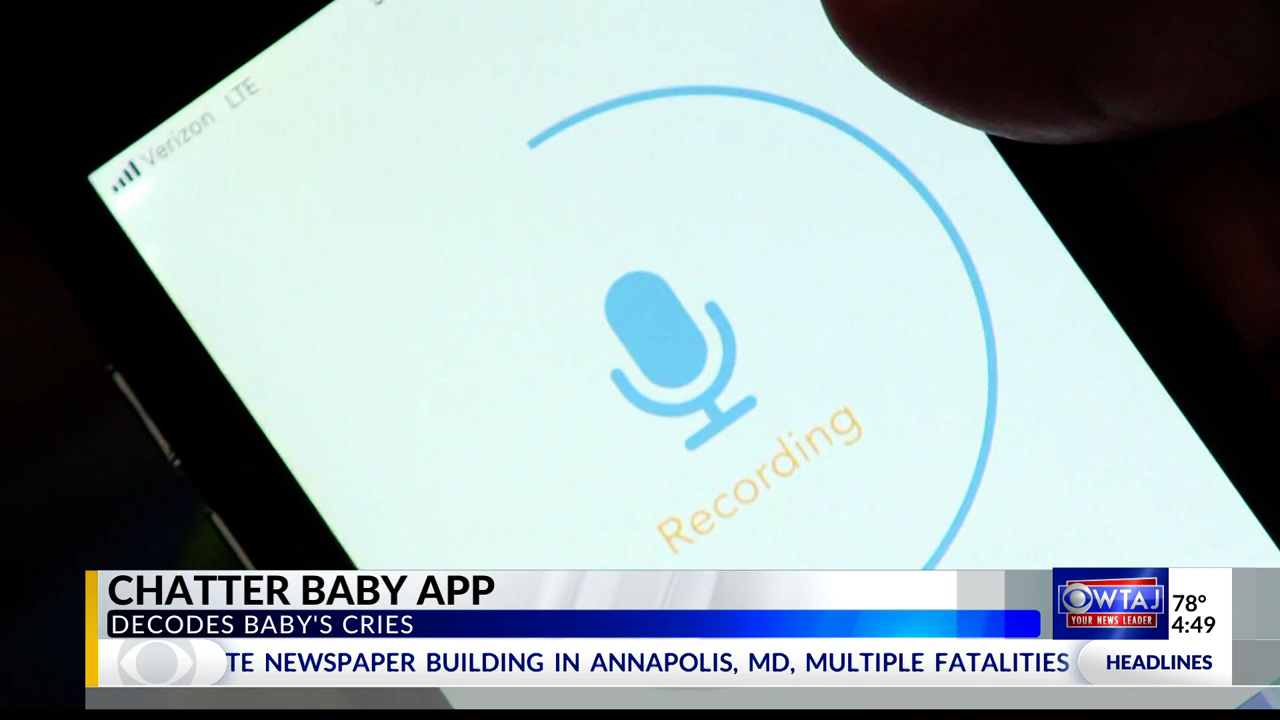 Verizon LTE
Recording
CHATTER BABY APP
DECODES BABY'S CRIES
WTAJ
YOUR NEWS LEADER
78°
4:49
TE NEWSPAPER BUILDING IN ANNAPOLIS, MD, MULTIPLE FATALITIES
HEADLINES